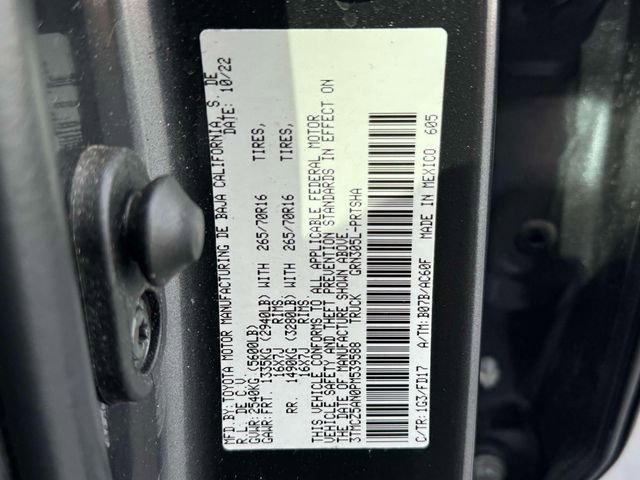 MFD.BY: TOYOTA MOTOR MANUFACTURING DE BAJA CALIFORNIA, S. DE
R.L. DE C.V. DATE: 10/22
GVWR: 2540KG (5600LB)
GAWR: FRT. 1335KG (2940LB) WITH 265/70R16 TIRES,
16X7J RIMS.
RR. 1490KG (3280LB) WITH 265/70R16 TIRES,
16X7J RIMS.
THIS VEHICLE CONFORMS TO ALL APPLICABLE FEDERAL MOTOR
VEHICLE SAFETY AND THEFT PREVENTION STANDARDS IN EFFECT ON
THE DATE OF MANUFACTURE SHOWN ABOVE.
3TMCZ5AN0PM539588 TRUCK GRN305L-PRTSHA
C/TR: 1G3/FD17 A/TM: B07B/AC60F MADE IN MEXICO 605